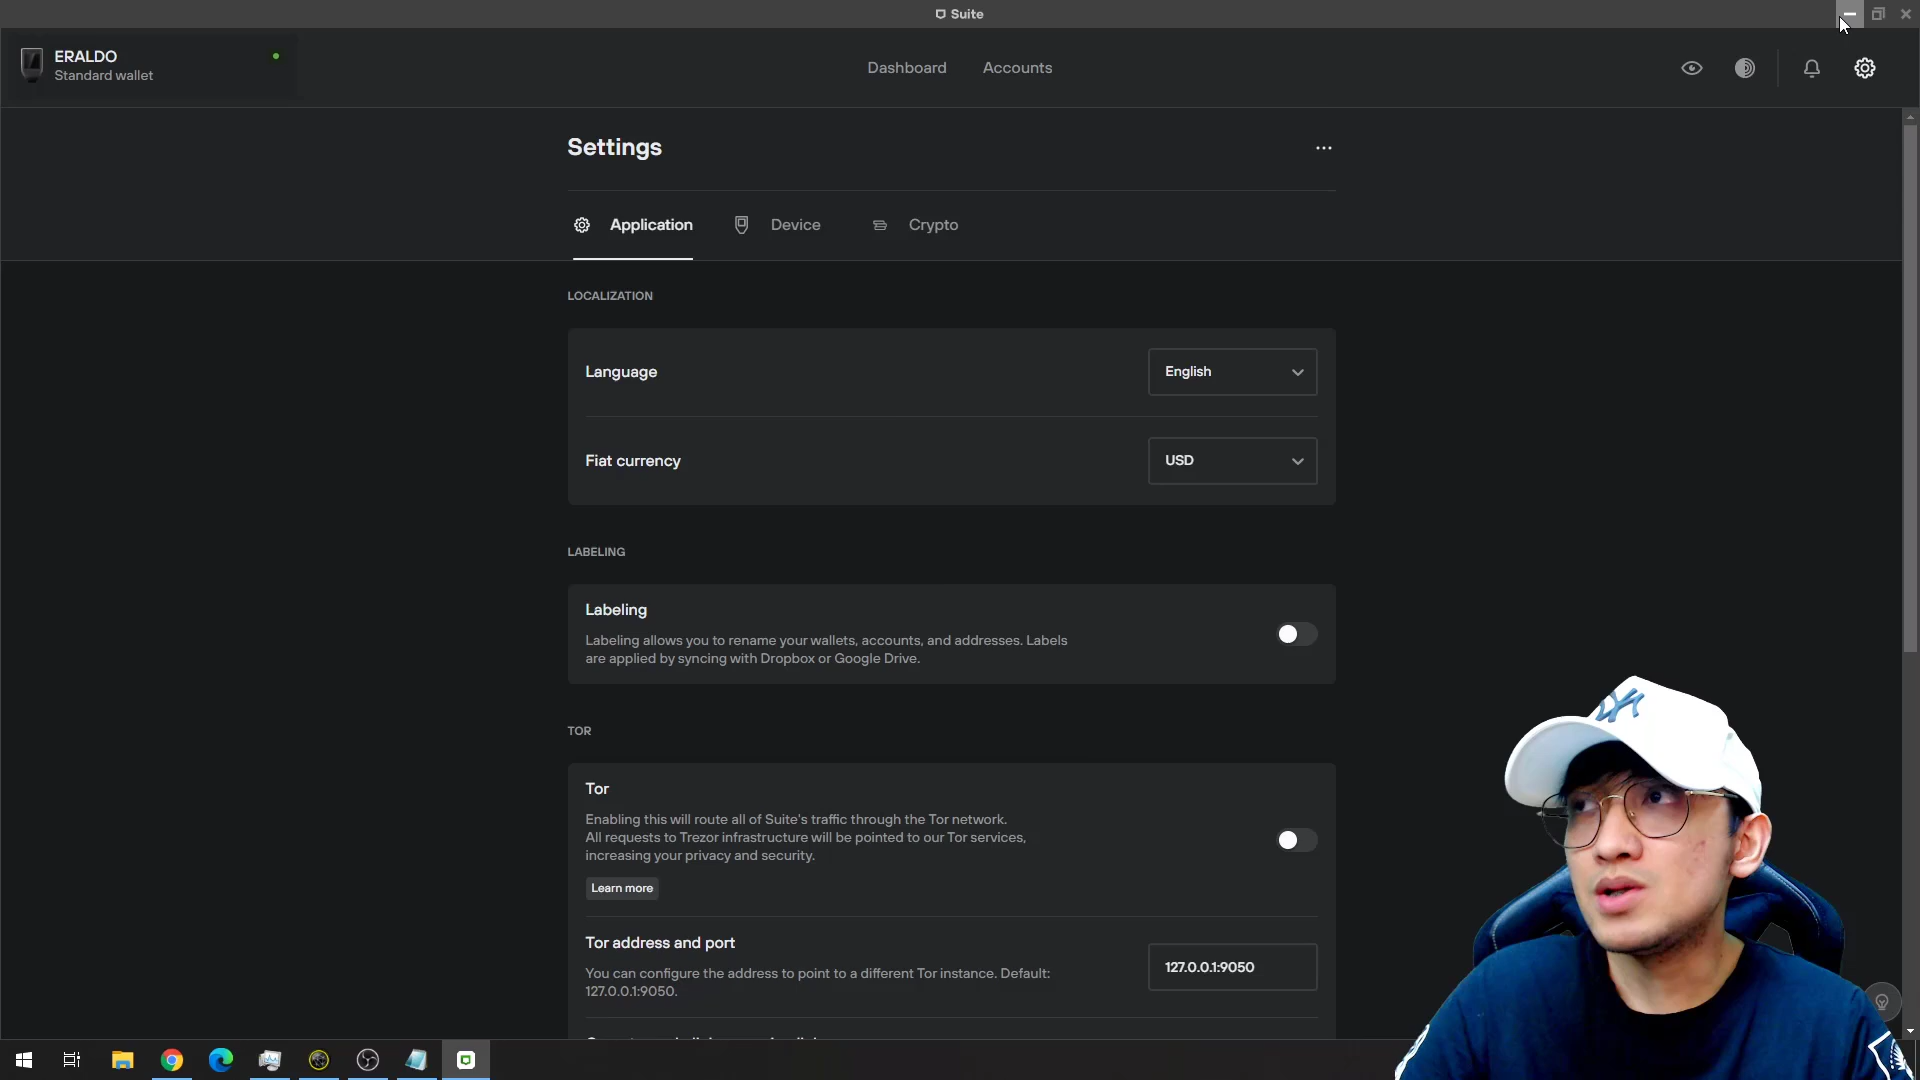 Suite
ERALDO
Standard wallet
Dashboard
Accounts
Settings
Application
Device
Crypto
LOCALIZATION
Language
English
Fiat currency
USD
LABELING
Labeling
Labeling allows you to rename your wallets, accounts, and addresses. Labels
are applied by syncing with Dropbox or Google Drive.
TOR
Tor
Enabling this will route all of Suite's traffic through the Tor network.
All requests to Trezor infrastructure will be pointed to our Tor services,
increasing your privacy and security.
Learn more
Tor address and port
127.0.0.1:9050
You can configure the address to point to a different Tor instance. Default:
127.0.0.1:9050.